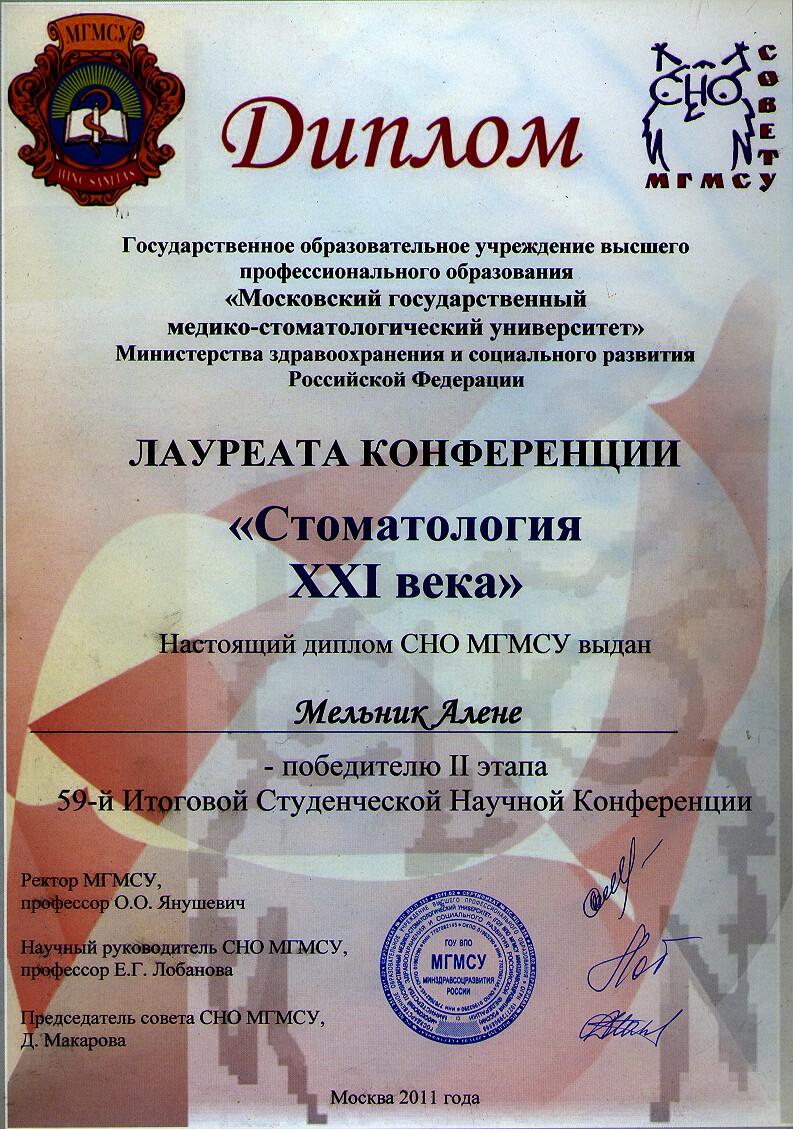 МГМСУ
HINC SANITAS
СНО
СОВЕТ
МГМСУ
Диплом
Государственное образовательное учреждение высшего
профессионального образования
«Московский государственный
медико-стоматологический университет»
Министерства здравоохранения и социального развития
Российской Федерации
ЛАУРЕАТА КОНФЕРЕНЦИИ
«Стоматология
XXI века»
Настоящий диплом СНО МГМСУ выдан
Мельник Алене
- победителю II этапа
59-й Итоговой Студенческой Научной Конференции
Ректор МГМСУ,
профессор О.О. Янушевич
Научный руководитель СНО МГМСУ,
профессор Е.Г. Лобанова
Председатель совета СНО МГМСУ,
Д. Макарова
ГОУ ВПО
МГМСУ
МИНЗДРАВСОЦРАЗВИТИЯ
РОССИИ
Москва 2011 года